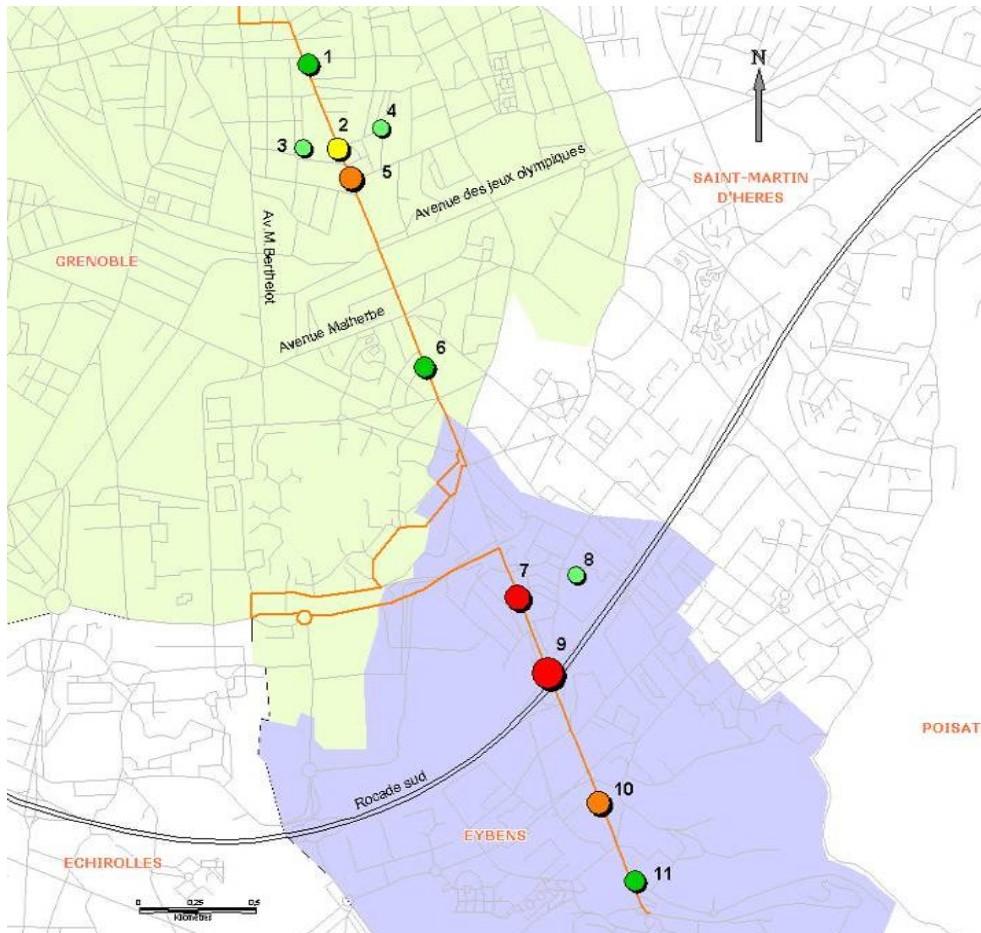 1
N
4
2
3
5
Avenue des jeux olympiques
SAINT-MARTIN
D'HERES
Av.M.Berthelot
GRENOBLE
Avenue Malherbe
6
8
7
9
POISAT
Rocade sud
10
EYBENS
ECHIROLLES
11
0 0,25 0,5
Kilomètres